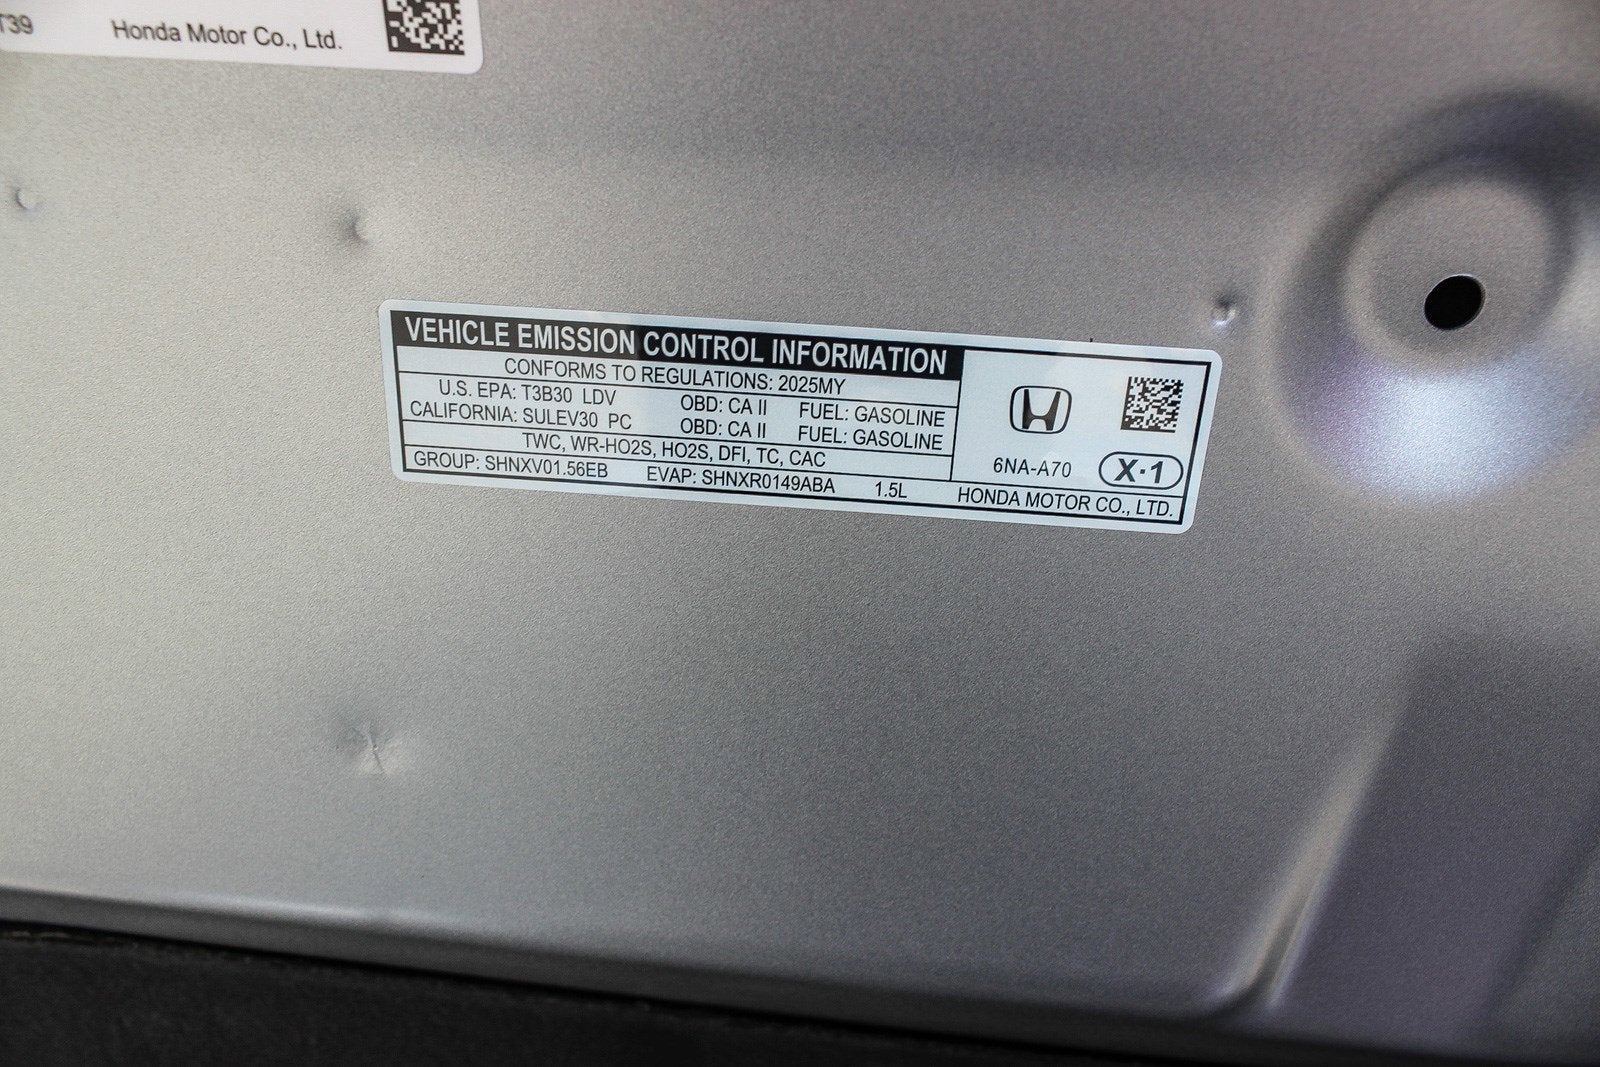 T39 Honda Motor Co., Ltd.
VEHICLE EMISSION CONTROL INFORMATION
CONFORMS TO REGULATIONS: 2025MY
U.S. EPA: T3B30 LDV OBD: CA II FUEL: GASOLINE
CALIFORNIA: SULEV30 PC OBD: CA II FUEL: GASOLINE
TWC, WR-HO2S, HO2S, DFI, TC, CAC
GROUP: SHNXV01.56EB EVAP: SHNXR0149ABA 1.5L
6NA-A70 X·1
HONDA MOTOR CO., LTD.